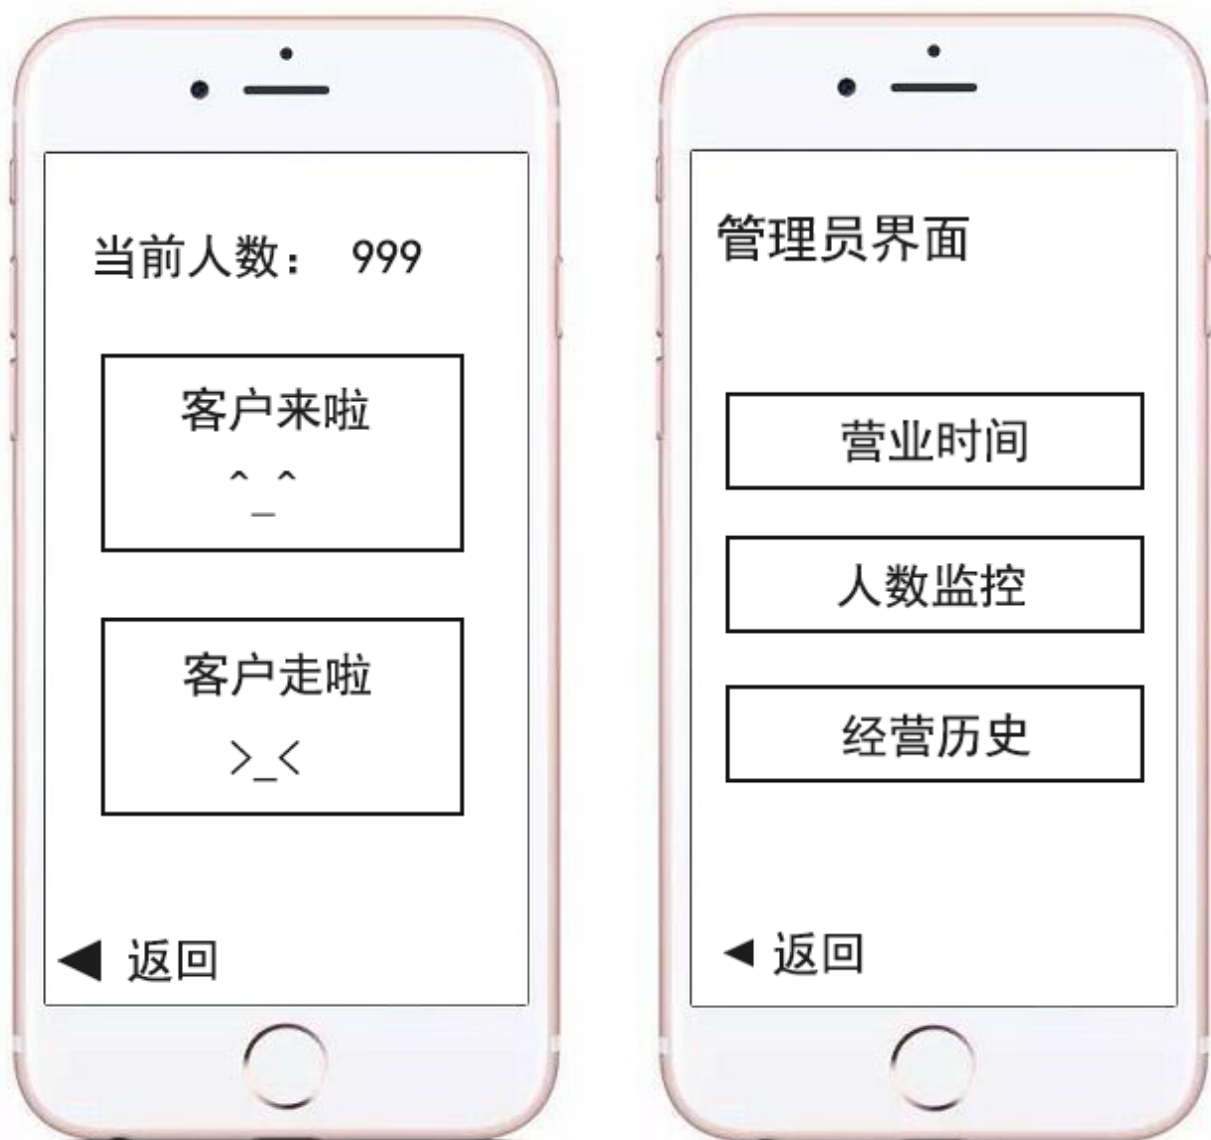 当前人数： 999
客户来啦
^_^
客户走啦
>_<
返回
管理员界面
营业时间
人数监控
经营历史
返回